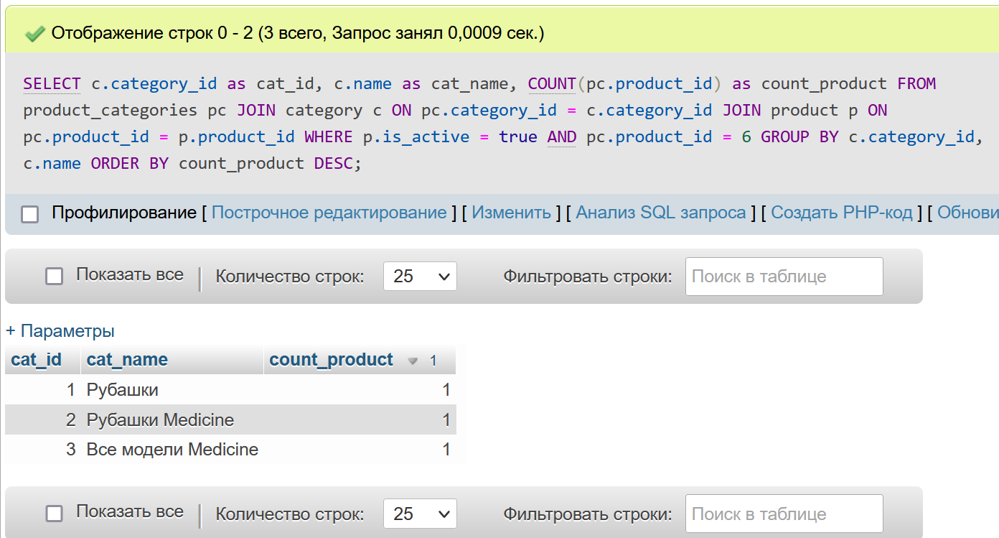 Отображение строк 0 - 2 (3 всего, Запрос занял 0,0009 сек.)
SELECT c.category_id as cat_id, c.name as cat_name, COUNT(pc.product_id) as count_product FROM
product_categories pc JOIN category c ON pc.category_id = c.category_id JOIN product p ON
pc.product_id = p.product_id WHERE p.is_active = true AND pc.product_id = 6 GROUP BY c.category_id,
c.name ORDER BY count_product DESC;
Профилирование [ Построчное редактирование ] [ Изменить ] [ Анализ SQL запроса ] [ Создать PHP-код ] [ Обнови
Показать все Количество строк: 25 Фильтровать строки: Поиск в таблице
+ Параметры
cat_id cat_name count_product 1
1 Рубашки 1
2 Рубашки Medicine 1
3 Все модели Medicine 1
Показать все Количество строк: 25 Фильтровать строки: Поиск в таблице